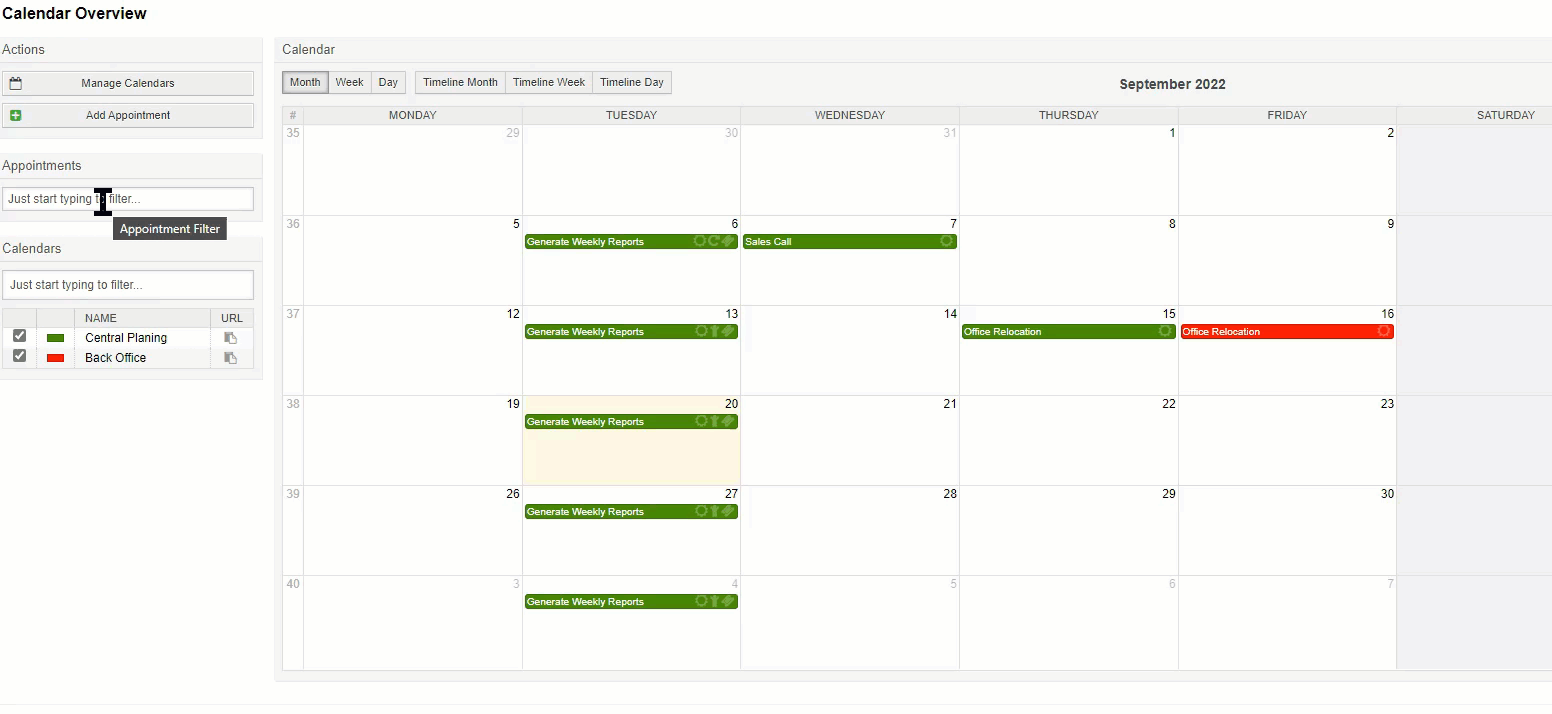 Calendar Overview
Actions
Manage Calendars
Add Appointment
Appointments
Just start typing to filter...
Appointment Filter
Calendars
Just start typing to filter...
NAME URL
Central Planing
Back Office
Calendar
Month Week Day Timeline Month Timeline Week Timeline Day September 2022
# MONDAY TUESDAY WEDNESDAY THURSDAY FRIDAY SATURDAY
35 29 30 31 1 2
36 5 6 7 8 9
Generate Weekly Reports Sales Call
37 12 13 14 15 16
Generate Weekly Reports Office Relocation Office Relocation
38 19 20 21 22 23
Generate Weekly Reports
39 26 27 28 29 30
Generate Weekly Reports
40 3 4 5 6 7
Generate Weekly Reports